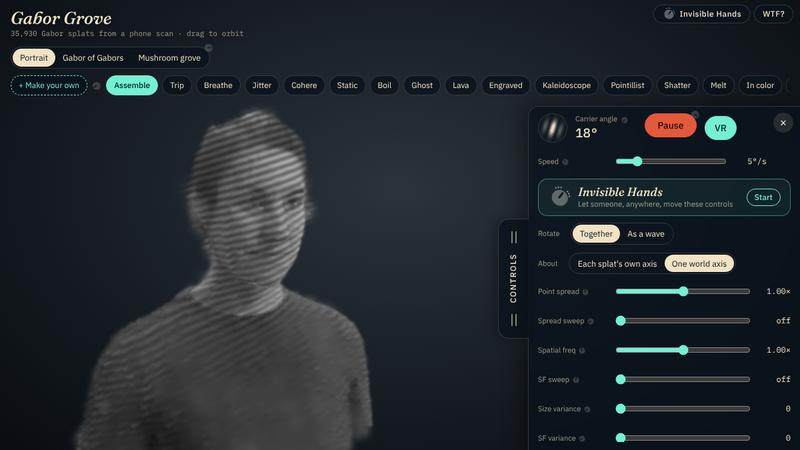 Gabor Grove
35,930 Gabor splats from a phone scan · drag to orbit
Invisible Hands
WTF?
Portrait
Gabor of Gabors
Mushroom grove
+ Make your own
Assemble
Trip
Breathe
Jitter
Cohere
Static
Boil
Ghost
Lava
Engraved
Kaleidoscope
Pointillist
Shatter
Melt
In color
Carrier angle
18°
Pause
VR
×
Speed
5°/s
Invisible Hands
Let someone, anywhere, move these controls
Start
Rotate
Together
As a wave
About
Each splat's own axis
One world axis
CONTROLS
Point spread
1.00×
Spread sweep
off
Spatial freq
1.00×
SF sweep
off
Size variance
0
SF variance
0